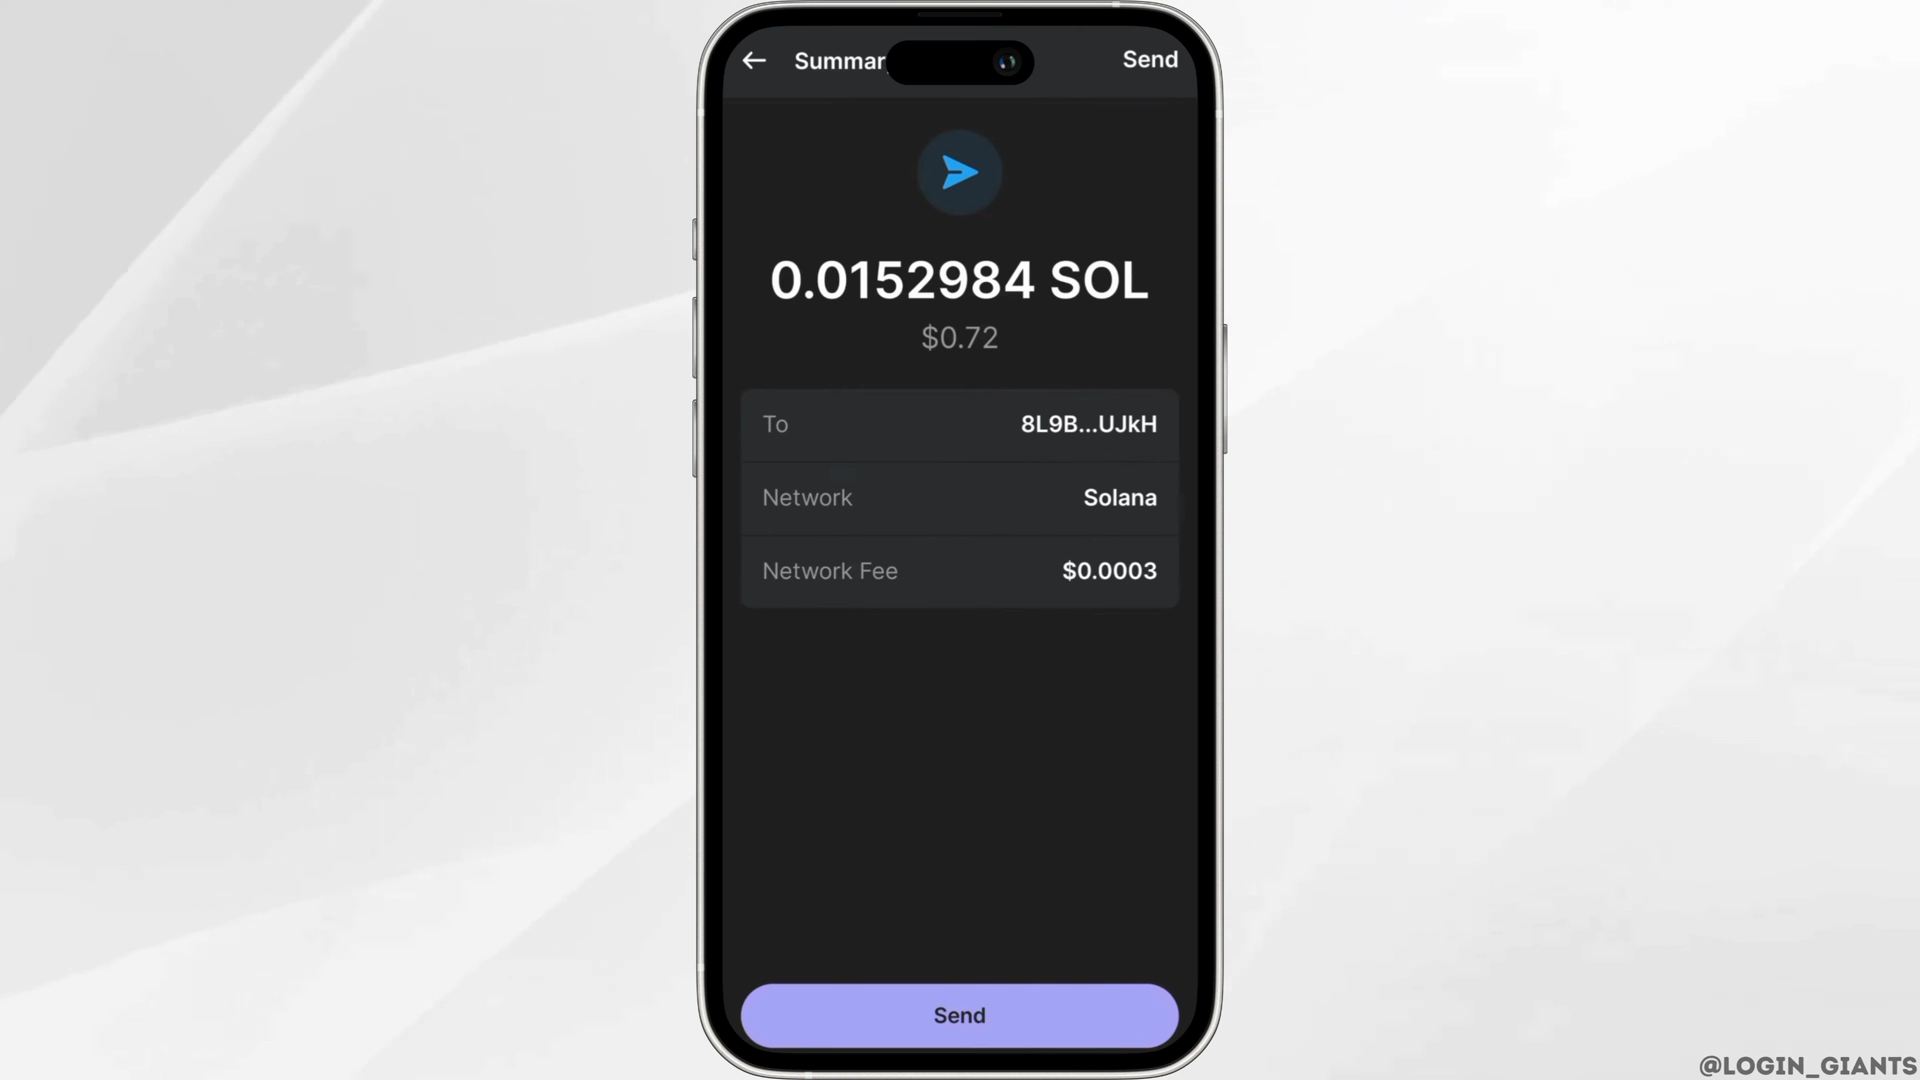 Summar
Send
0.0152984 SOL
$0.72
To 8L9B...UJkH
Network Solana
Network Fee $0.0003
Send
@LOGIN_GIANTS